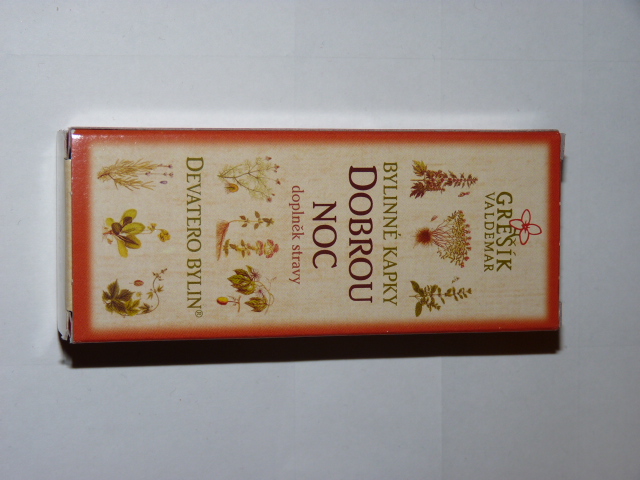 GREŠÍK
VALDEMAR
BYLINNÉ KAPKY
DOBROU
NOC
doplněk stravy
DEVATERO BYLIN®